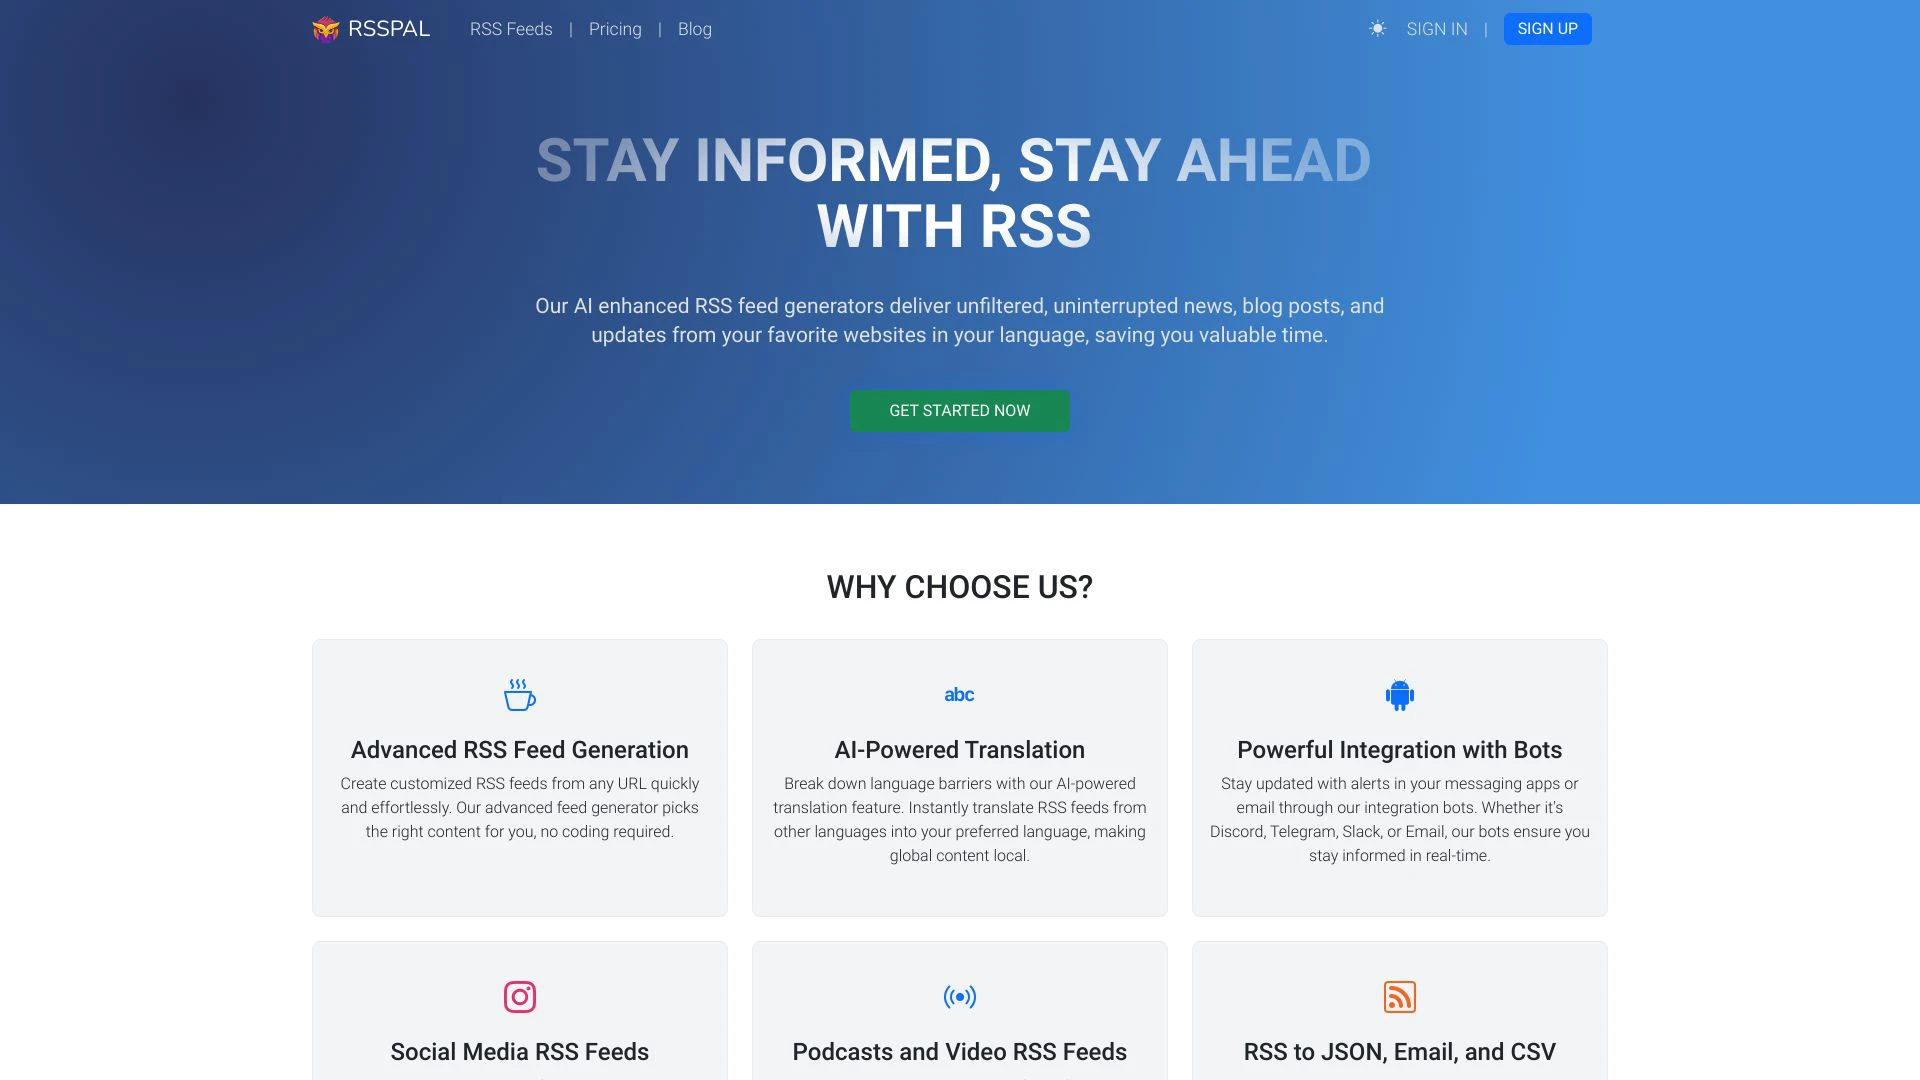 RSSPAL
RSS Feeds | Pricing | Blog
SIGN IN | SIGN UP
STAY INFORMED, STAY AHEAD
WITH RSS
Our AI enhanced RSS feed generators deliver unfiltered, uninterrupted news, blog posts, and
updates from your favorite websites in your language, saving you valuable time.
GET STARTED NOW
WHY CHOOSE US?
Advanced RSS Feed Generation
Create customized RSS feeds from any URL quickly
and effortlessly. Our advanced feed generator picks
the right content for you, no coding required.
abc
AI-Powered Translation
Break down language barriers with our AI-powered
translation feature. Instantly translate RSS feeds from
other languages into your preferred language, making
global content local.
Powerful Integration with Bots
Stay updated with alerts in your messaging apps or
email through our integration bots. Whether it's
Discord, Telegram, Slack, or Email, our bots ensure you
stay informed in real-time.
Social Media RSS Feeds
Podcasts and Video RSS Feeds
RSS to JSON, Email, and CSV